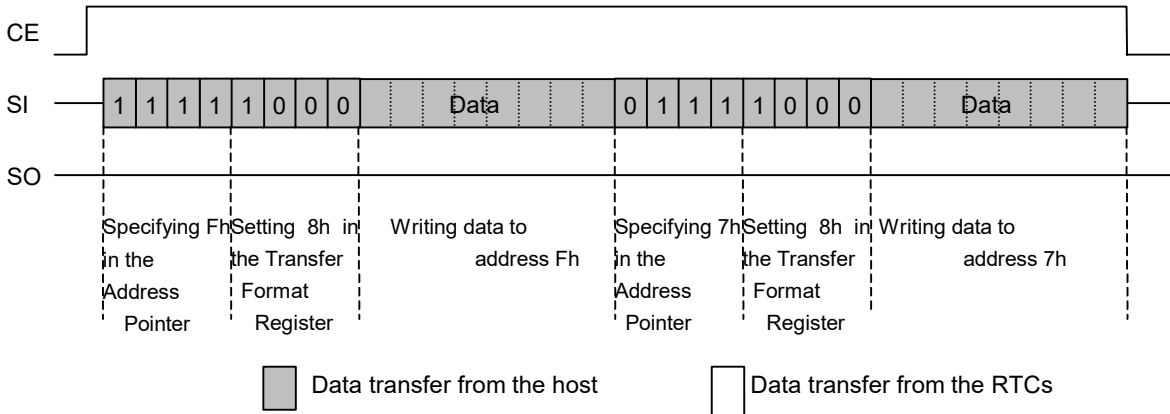 CE
SI 1 1 1 1 1 0 0 0 Data 0 1 1 1 1 0 0 0 Data
SO
Specifying Fh Setting 8h in Writing data to Specifying 7h Setting 8h in Writing data to
in the the Transfer address Fh in the the Transfer address 7h
Address Format Address Format
Pointer Register Pointer Register
Data transfer from the host Data transfer from the RTCs